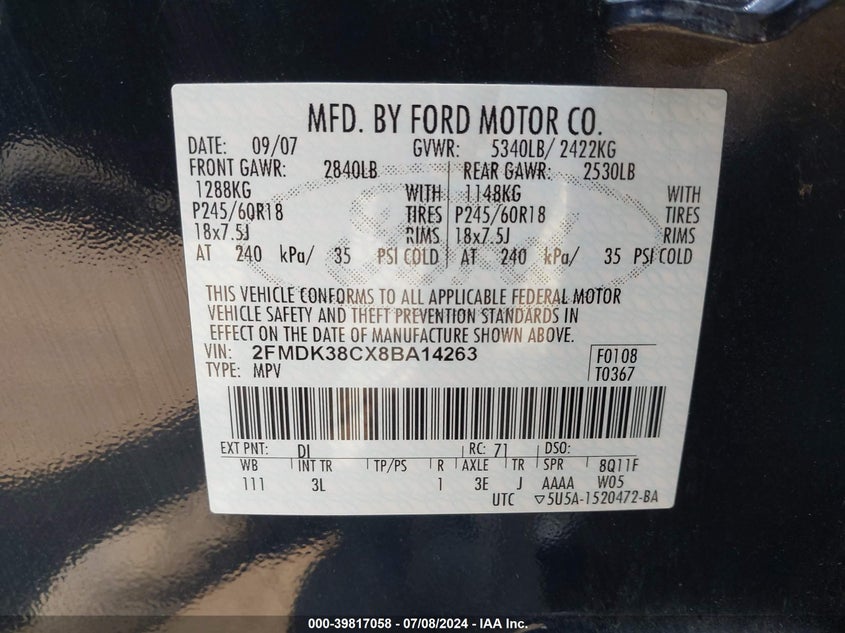 MFD. BY FORD MOTOR CO.
DATE: 09/07 GVWR: 5340LB/ 2422KG
FRONT GAWR: 2840LB REAR GAWR: 2530LB
1288KG WITH 1148KG WITH
P245/60R18 TIRES P245/60R18 TIRES
18x7.5J RIMS 18x7.5J RIMS
AT 240 kPa/ 35 PSI COLD AT 240 kPa/ 35 PSI COLD
THIS VEHICLE CONFORMS TO ALL APPLICABLE FEDERAL MOTOR
VEHICLE SAFETY AND THEFT PREVENTION STANDARDS IN
EFFECT ON THE DATE OF MANUFACTURE SHOWN ABOVE.
VIN: 2FMDK38CX8BA14263 F0108
TYPE: MPV T0367
EXT PNT: DI RC: 71 DSO:
WB INT TR TP/PS R AXLE TR SPR 8Q11F
111 3L 1 3E J AAAA W05
UTC ▽5U5A-1520472-BA
000-39817058 - 07/08/2024 - IAA Inc.